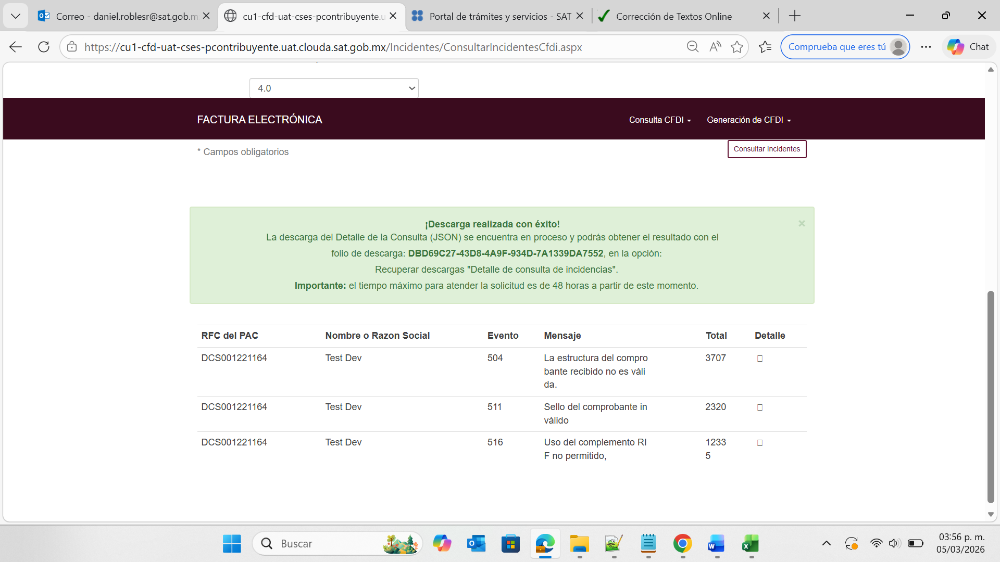 Correo - daniel.roblesr@sat.gob.m
cu1-cfd-uat-cses-pcontribuyente.u
Portal de trámites y servicios - SAT
Corrección de Textos Online
https://cu1-cfd-uat-cses-pcontribuyente.uat.clouda.sat.gob.mx/Incidentes/ConsultarIncidentesCfdi.aspx
Comprueba que eres tú
Chat
4.0
FACTURA ELECTRÓNICA
Consulta CFDI
Generación de CFDI
* Campos obligatorios
Consultar Incidentes
¡Descarga realizada con éxito!
×
La descarga del Detalle de la Consulta (JSON) se encuentra en proceso y podrás obtener el resultado con el
folio de descarga: DBD69C27-43D8-4A9F-934D-7A1339DA7552, en la opción:
Recuperar descargas "Detalle de consulta de incidencias".
Importante: el tiempo máximo para atender la solicitud es de 48 horas a partir de este momento.
RFC del PAC Nombre o Razon Social Evento Mensaje Total Detalle
DCS001221164 Test Dev 504 La estructura del compro 3707
bante recibido no es váli
da.
DCS001221164 Test Dev 511 Sello del comprobante in 2320
válido
DCS001221164 Test Dev 516 Uso del complemento RI 1233
F no permitido, 5
Buscar
03:56 p. m.
05/03/2026